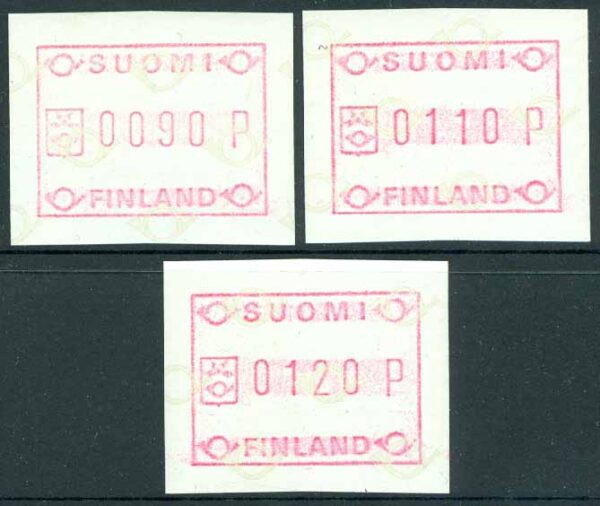 SUOMI
0090 P
FINLAND
SUOMI
0110 P
FINLAND
SUOMI
0120 P
FINLAND